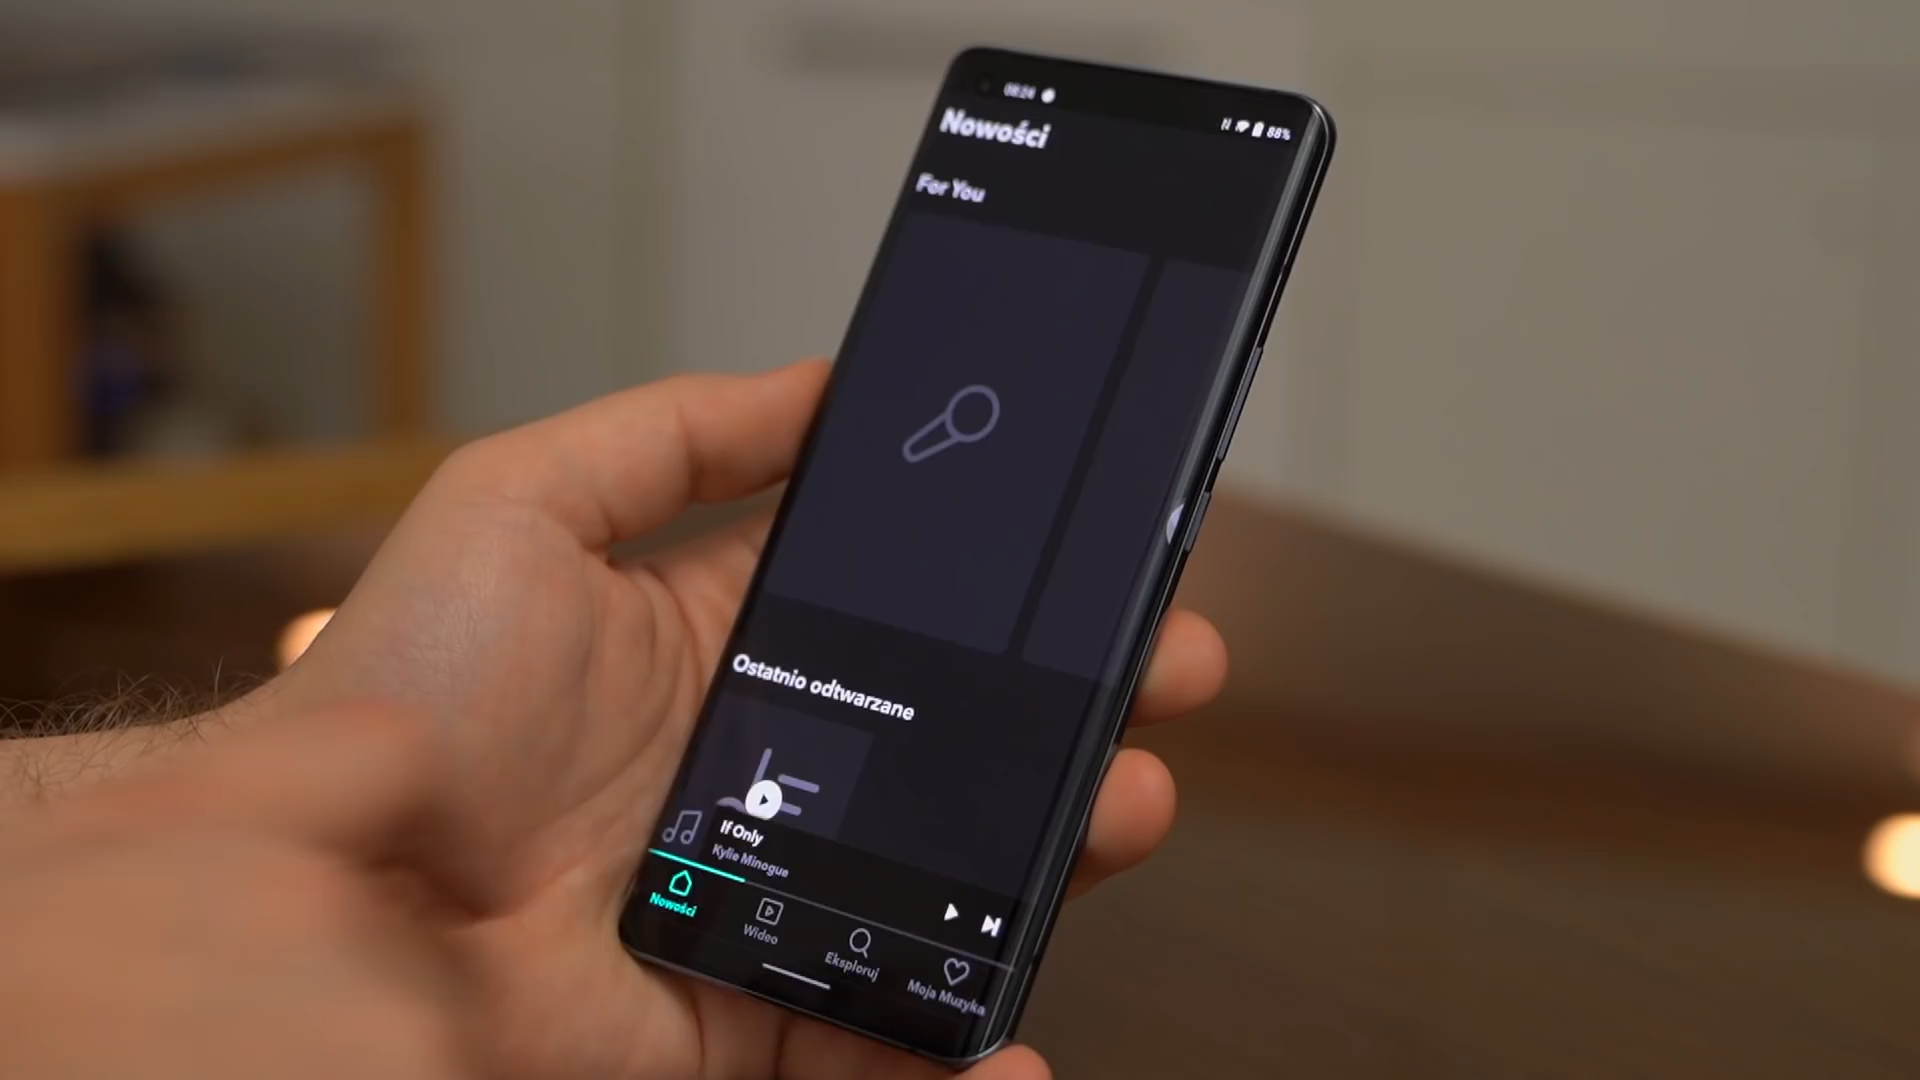 08:24
88%
Nowości
For You
Ostatnio odtwarzane
If Only
Kylie Minogue
Nowości
Wideo
Eksploruj
Moja Muzyka